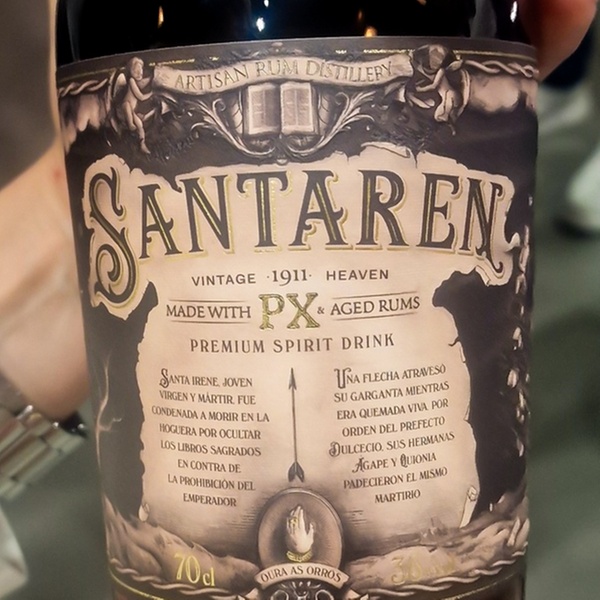 ARTISAN RUM DISTILLERY
SANTAREN
VINTAGE ·1911· HEAVEN
MADE WITH PX & AGED RUMS
PREMIUM SPIRIT DRINK
SANTA IRENE, JOVEN
VIRGEN Y MÁRTIR, FUE
CONDENADA A MORIR EN LA
HOGUERA POR OCULTAR
LOS LIBROS SAGRADOS
EN CONTRA DE
LA PROHIBICIÓN DEL
EMPERADOR
UNA FLECHA ATRAVESÓ
SU GARGANTA MIENTRAS
ERA QUEMADA VIVA POR
ORDEN DEL PREFECTO
DULCECIO, SUS HERMANAS
ÁGAPE Y QUIONIA
PADECIERON EL MISMO
MARTIRIO
70cl
OURA AS ORROS